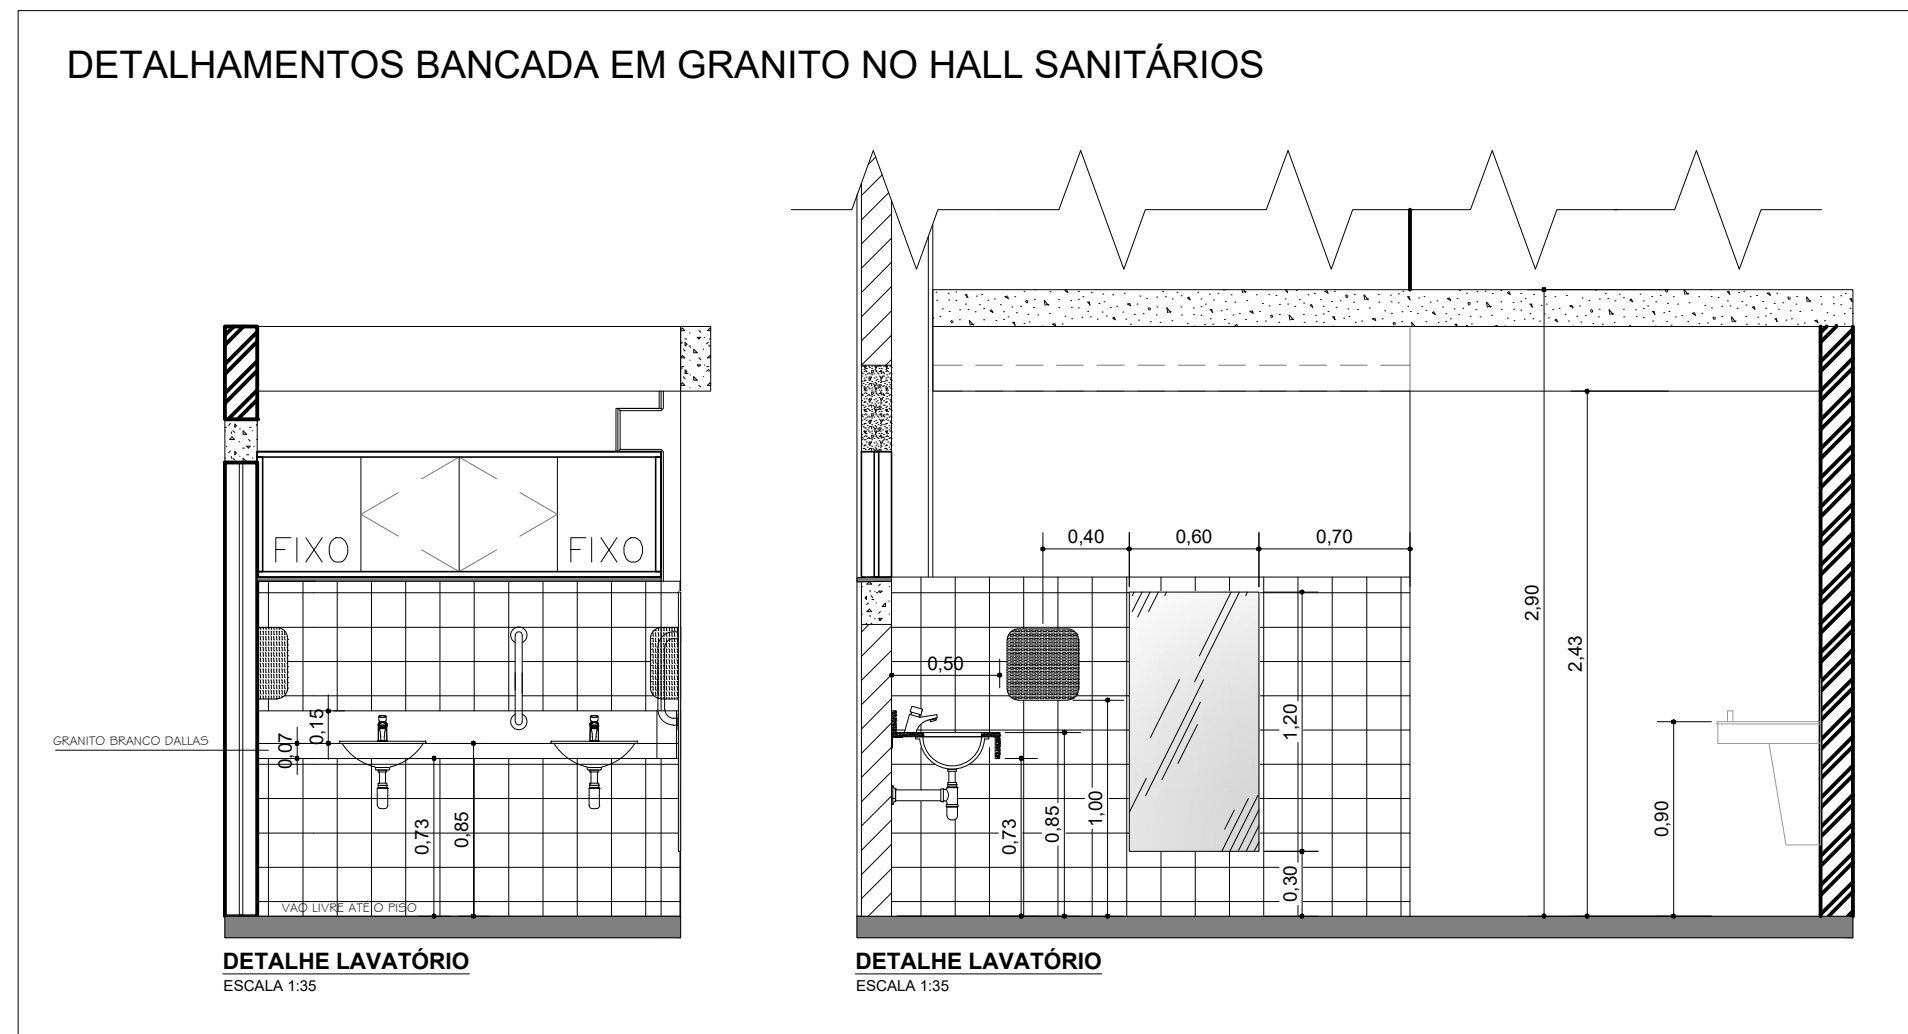 DETALHAMENTOS BANCADA EM GRANITO NO HALL SANITÁRIOS
FIXO
FIXO
0,15
0,07
GRANITO BRANCO DALLAS
0,73
0,85
VAO LIVRE ATE O PISO
DETALHE LAVATÓRIO
ESCALA 1:35
0,40
0,60
0,70
2,90
2,43
0,50
1,20
1,00
0,85
0,73
0,30
0,90
DETALHE LAVATÓRIO
ESCALA 1:35